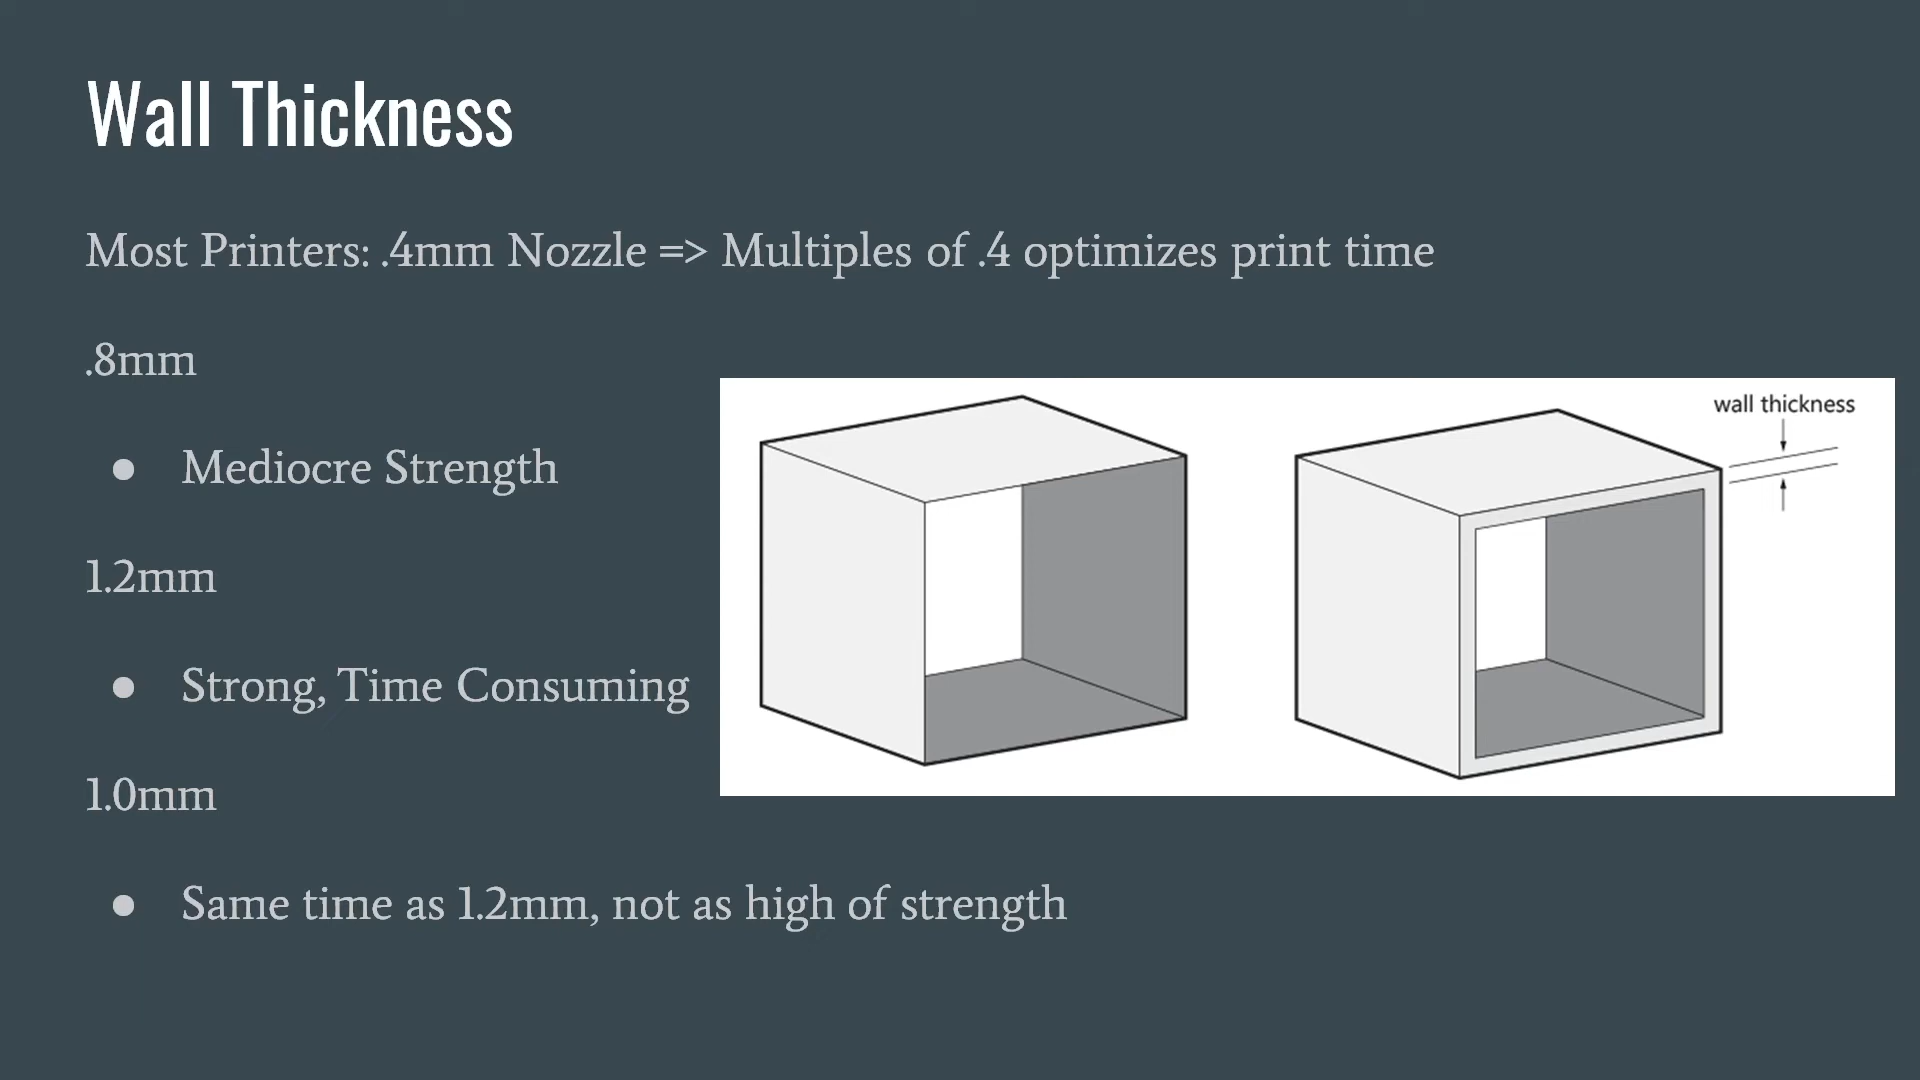 Wall Thickness
Most Printers: .4mm Nozzle => Multiples of .4 optimizes print time
.8mm
● Mediocre Strength
1.2mm
● Strong, Time Consuming
1.0mm
● Same time as 1.2mm, not as high of strength
wall thickness